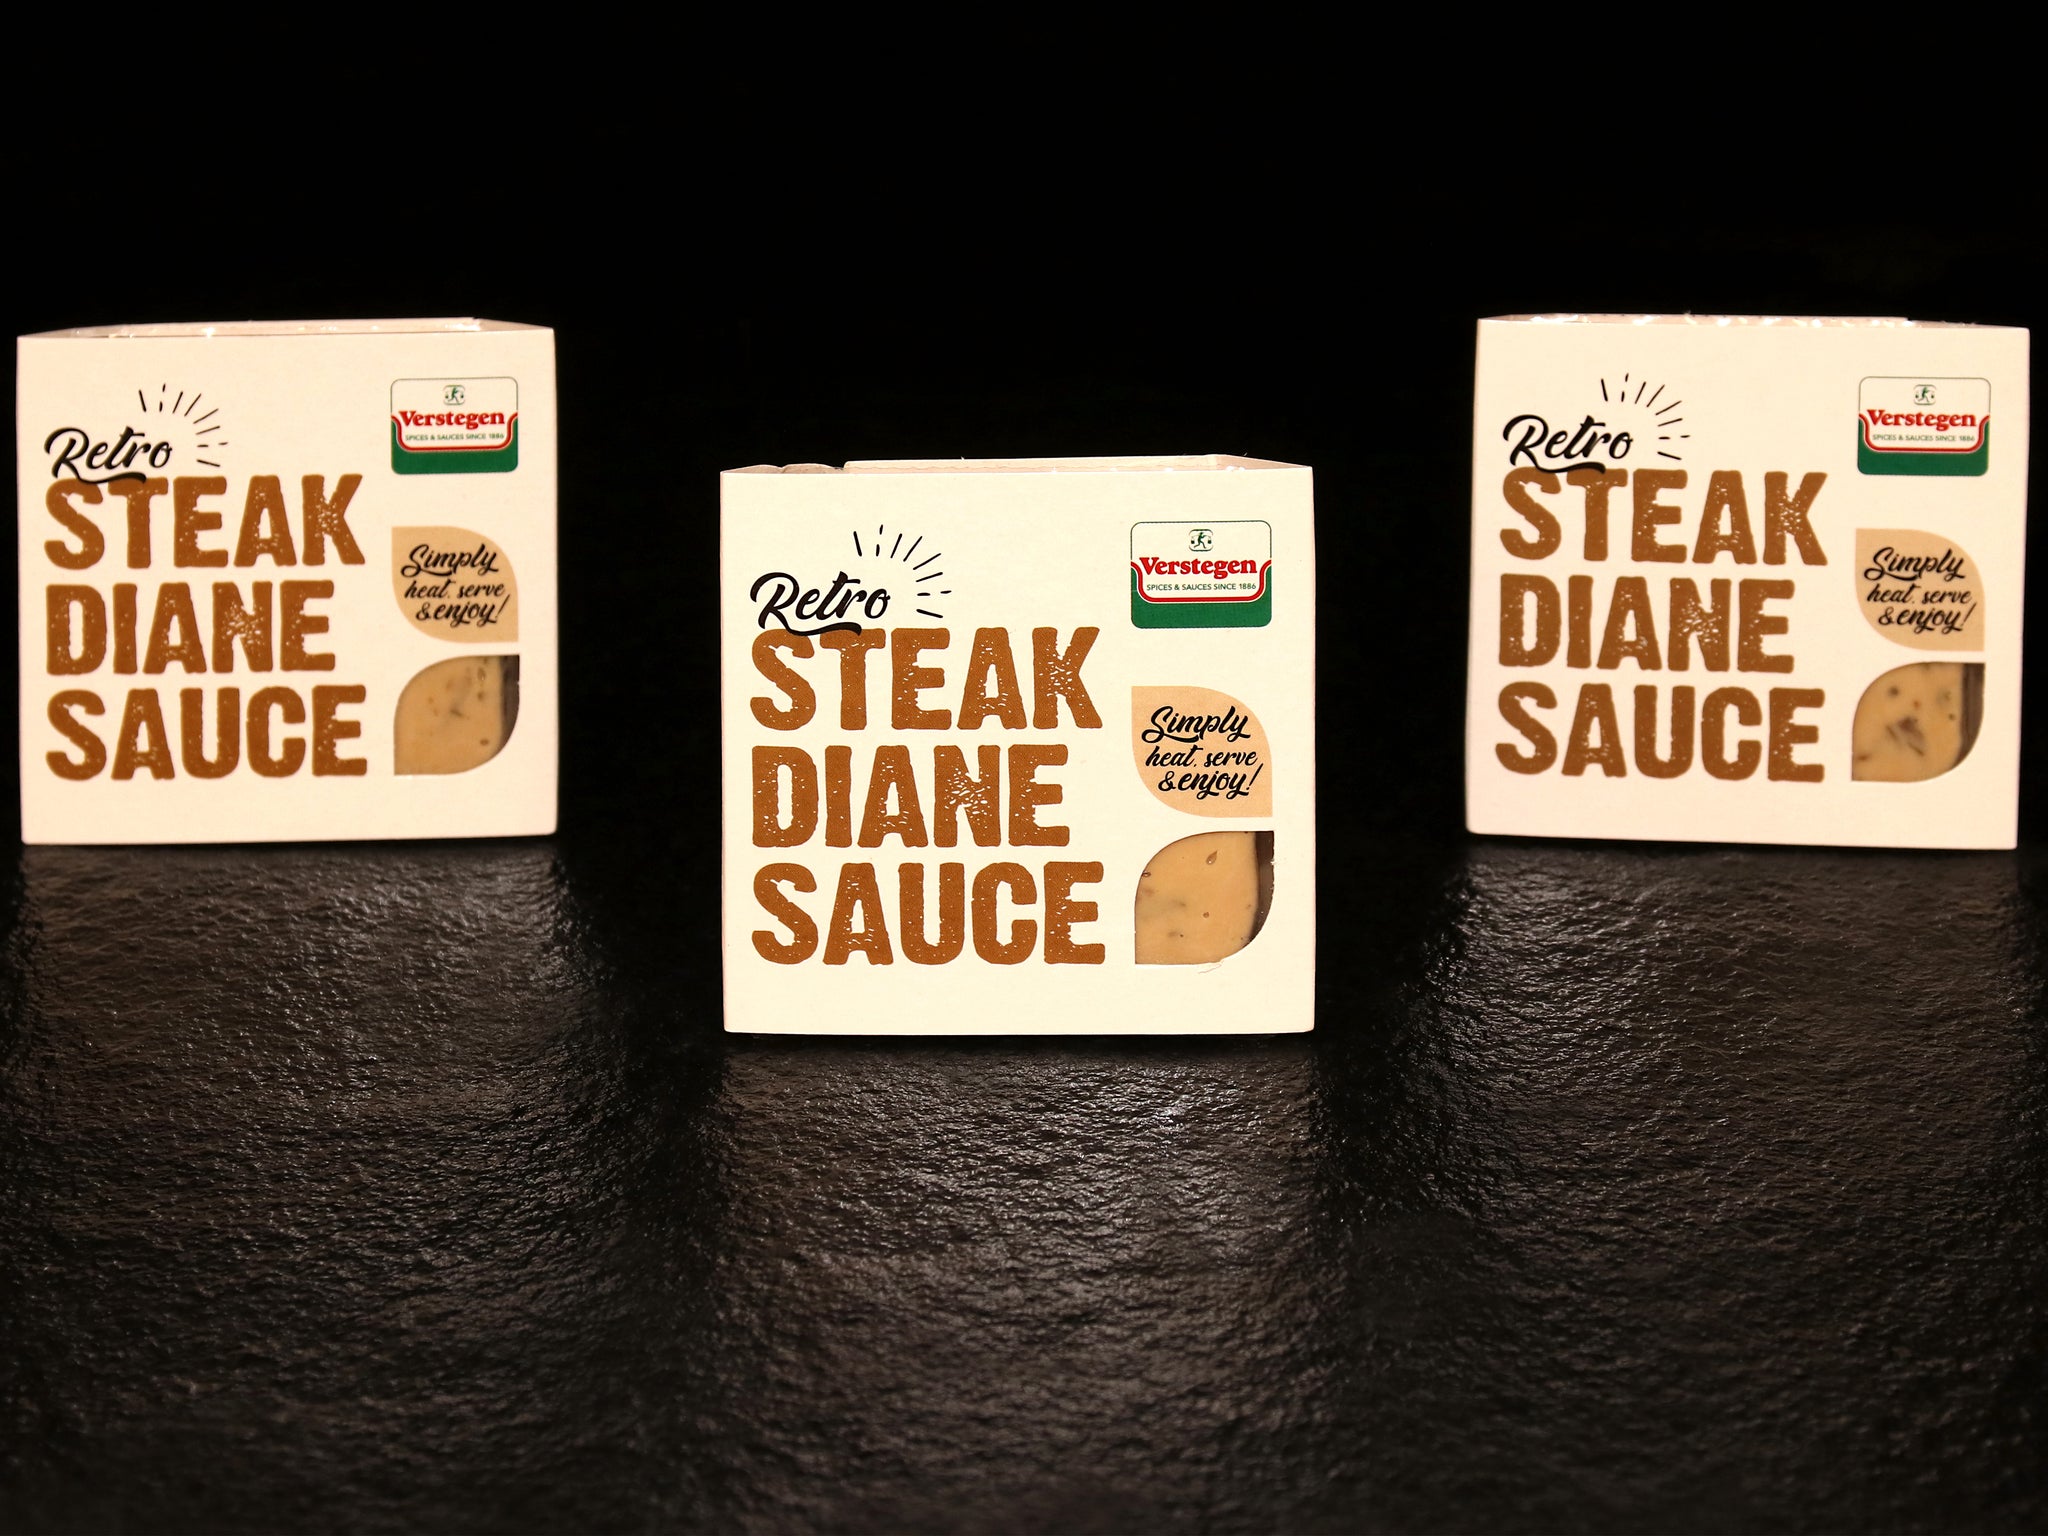 Retro
STEAK
DIANE
SAUCE
Verstegen
SPICES & SAUCES SINCE 1886
Simply
heat, serve
& enjoy!
Retro
STEAK
DIANE
SAUCE
Verstegen
SPICES & SAUCES SINCE 1886
Simply
heat, serve
& enjoy!
Retro
STEAK
DIANE
SAUCE
Verstegen
SPICES & SAUCES SINCE 1886
Simply
heat, serve
& enjoy!